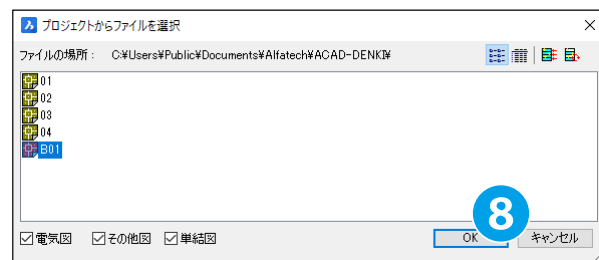 プロジェクトからファイルを選択
ファイルの場所： C:¥Users¥Public¥Documents¥Alfatech¥ACAD-DENKI¥
01
02
03
04
B01
電気図 その他図 単結図
OK キャンセル
8